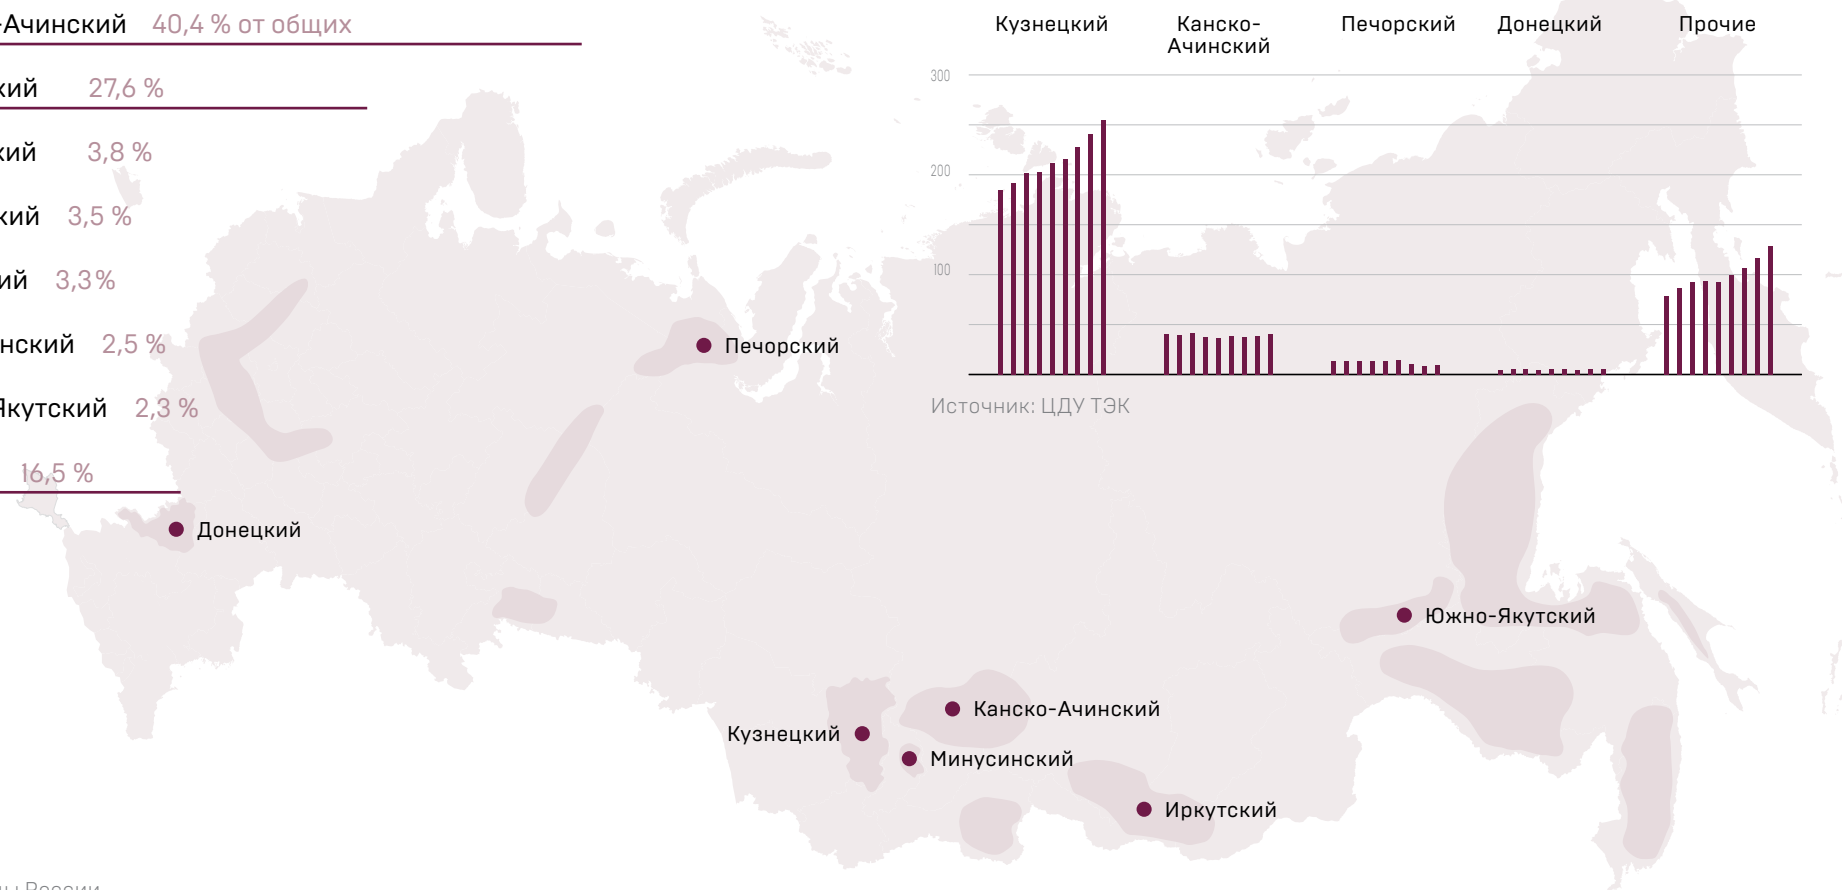 -Ачинский 40,4 % от общих
кий 27,6 %
кий 3,8 %
кий 3,5 %
ий 3,3%
нский 2,5 %
Якутский 2,3 %
16,5 %
Кузнецкий Канско- Печорский Донецкий Прочие
Ачинский
300
200
100
Источник: ЦДУ ТЭК
Печорский
Донецкий
Южно-Якутский
Канско-Ачинский
Кузнецкий
Минусинский
Иркутский
России